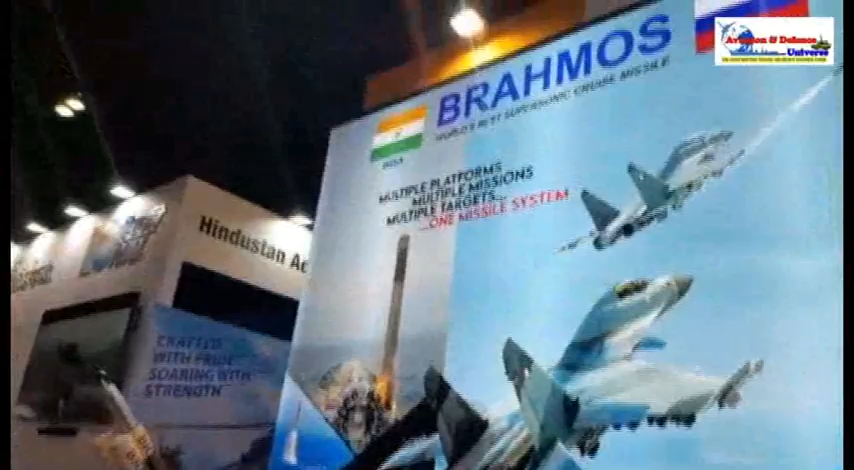 Aviation & Defence
Universe
BRAHMOS
WORLD'S BEST SUPERSONIC CRUISE MISSILE
INDIA
MULTIPLE PLATFORMS
MULTIPLE MISSIONS
MULTIPLE TARGETS...
...ONE MISSILE SYSTEM
Hindustan
CRAFTED
WITH PRIDE
SOARING WITH
STRENGTH